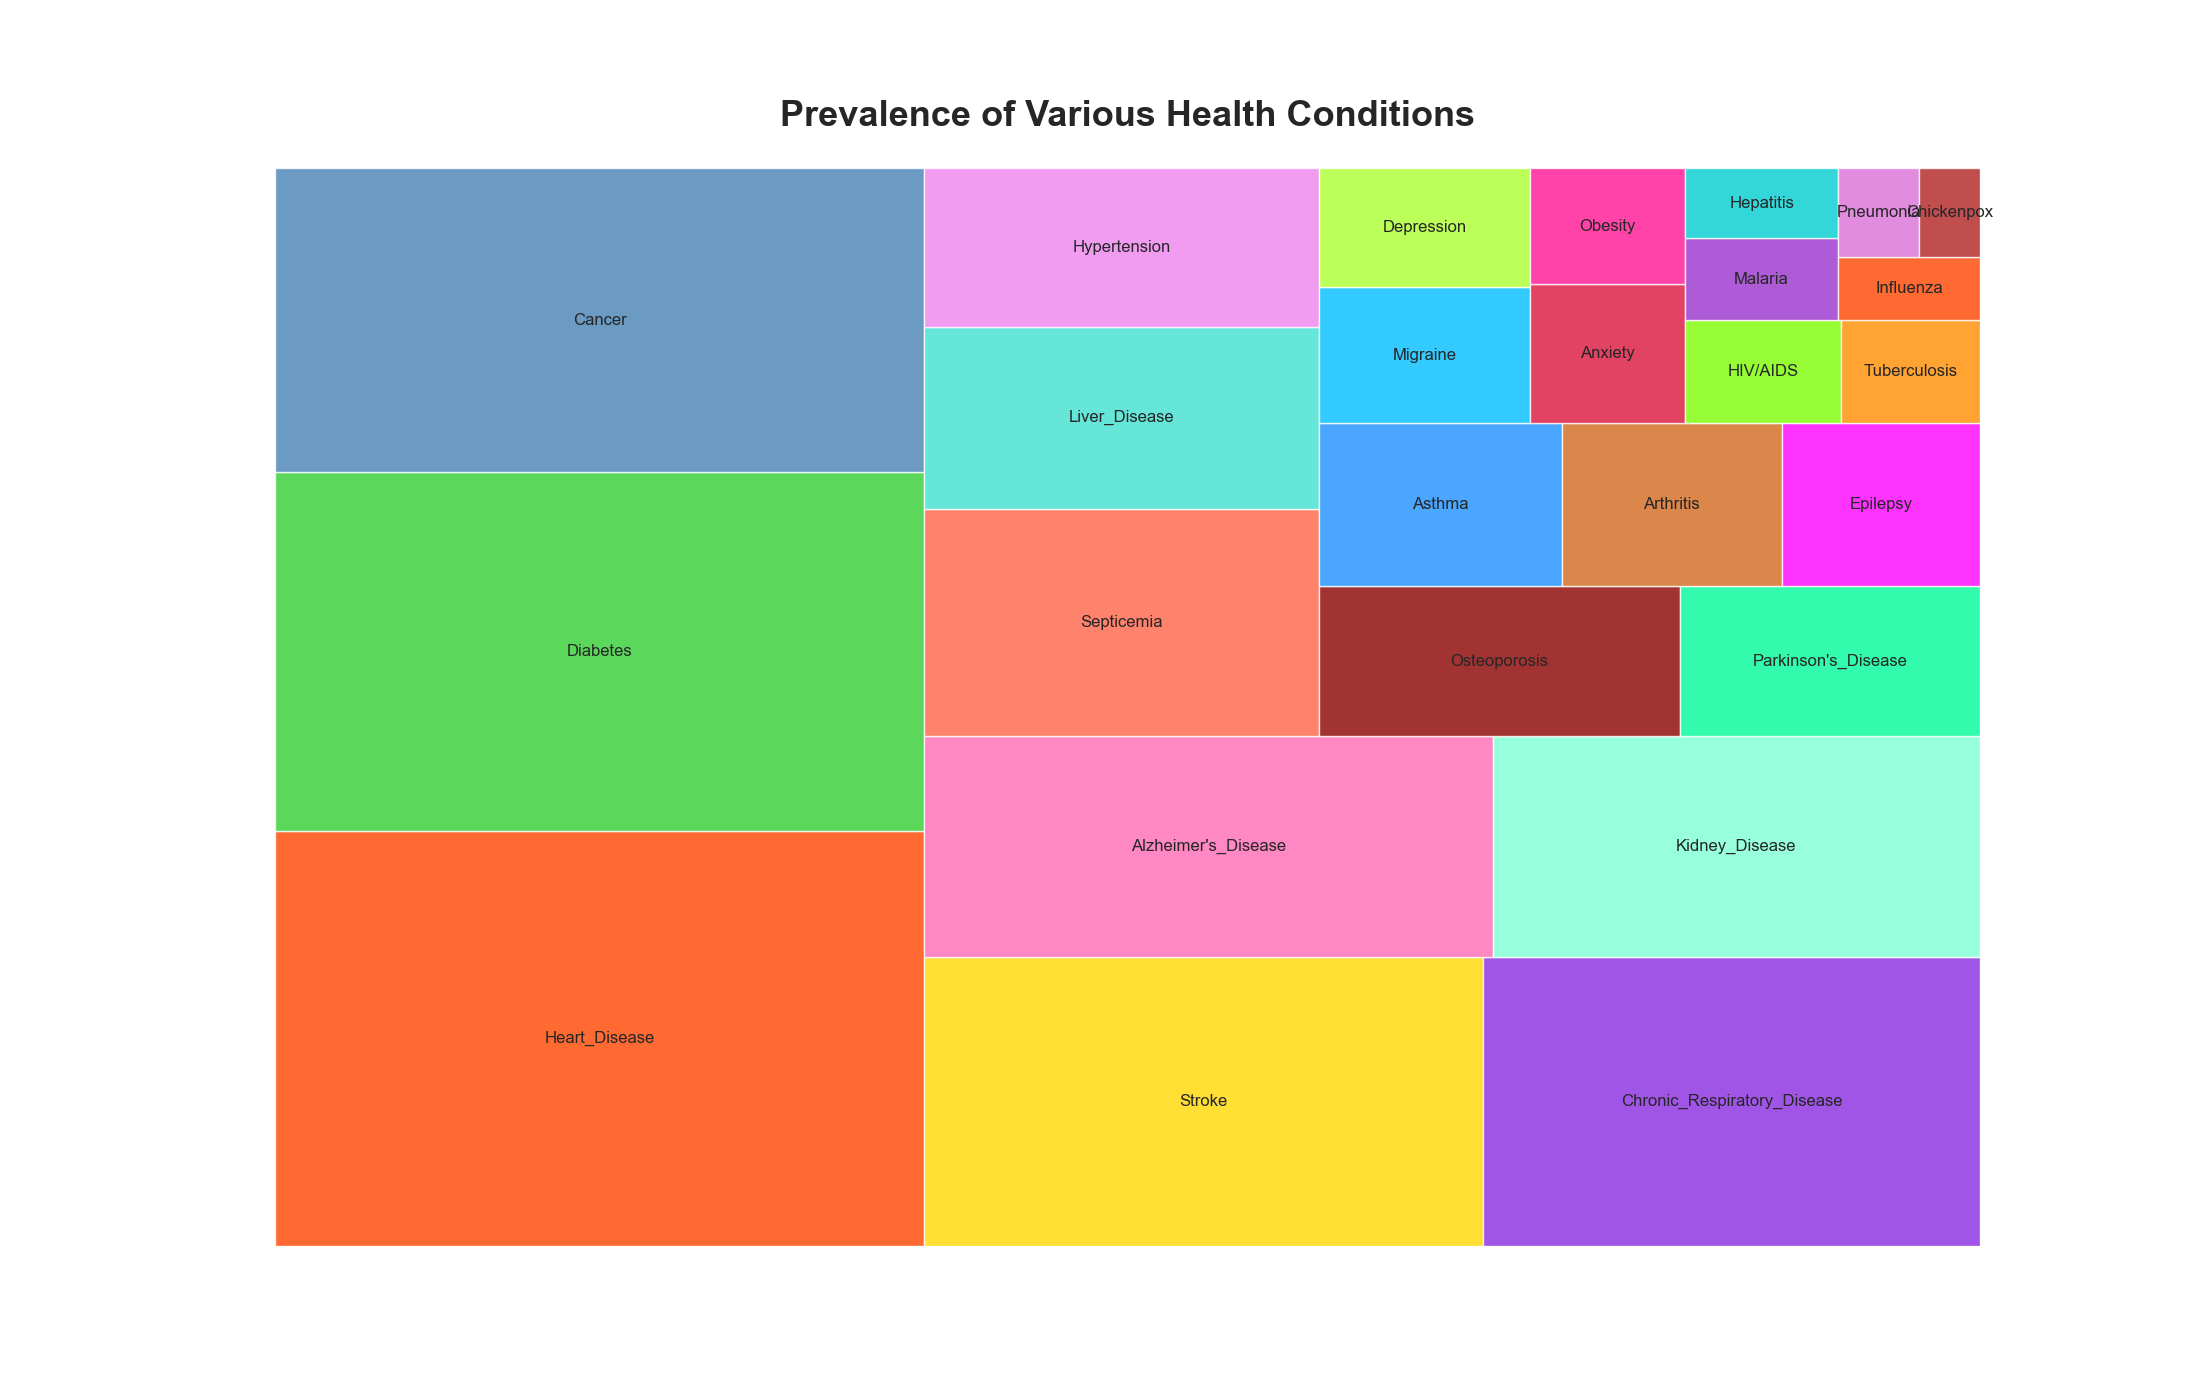 Prevalence of Various Health Conditions
Hepatitis
Pneumonia
Chickenpox
Depression
Obesity
Hypertension
Malaria
Influenza
Cancer
Migraine
Anxiety
HIV/AIDS
Tuberculosis
Liver_Disease
Asthma
Arthritis
Epilepsy
Septicemia
Diabetes
Osteoporosis
Parkinson's_Disease
Alzheimer's_Disease
Kidney_Disease
Heart_Disease
Stroke
Chronic_Respiratory_Disease